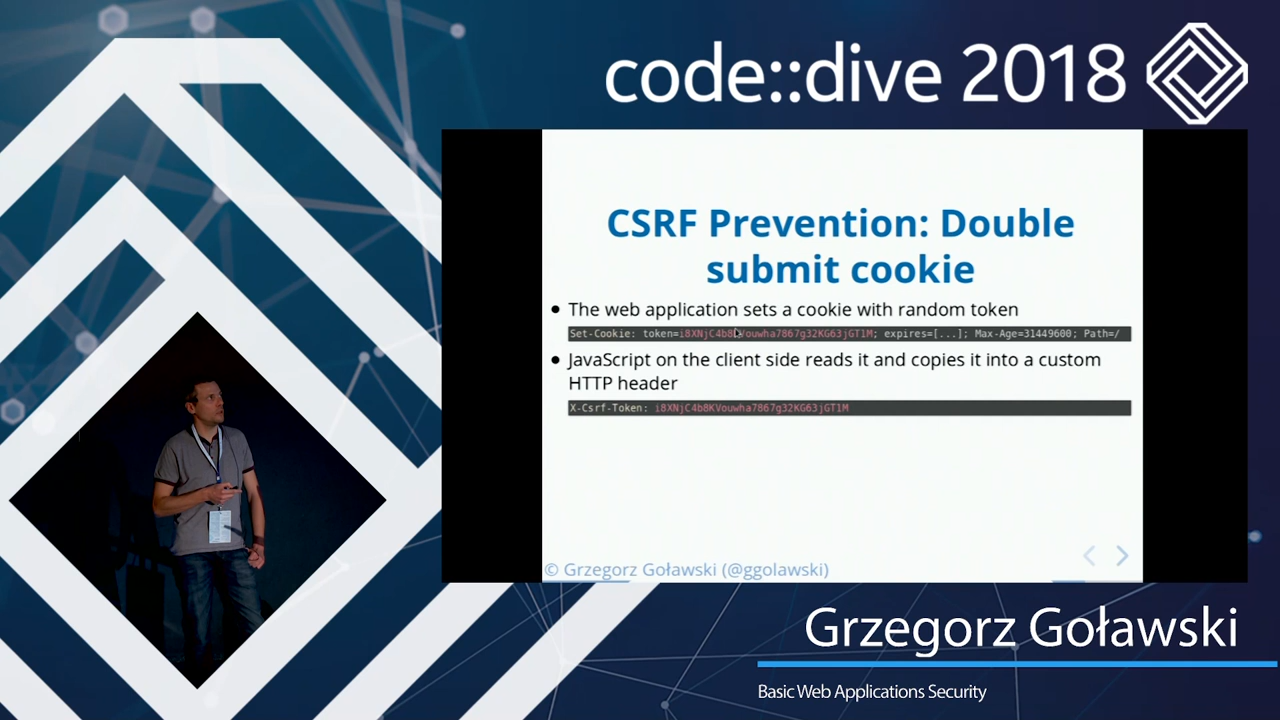 code::dive 2018
CSRF Prevention: Double
submit cookie
• The web application sets a cookie with random token
Set-Cookie: token=i8XNjC4b8KVouwha7867g32KG63jGT1M; expires=[...]; Max-Age=31449600; Path=/
• JavaScript on the client side reads it and copies it into a custom
HTTP header
X-Csrf-Token: i8XNjC4b8KVouwha7867g32KG63jGT1M
© Grzegorz Goławski (@ggolawski)
Grzegorz Goławski
Basic Web Applications Security